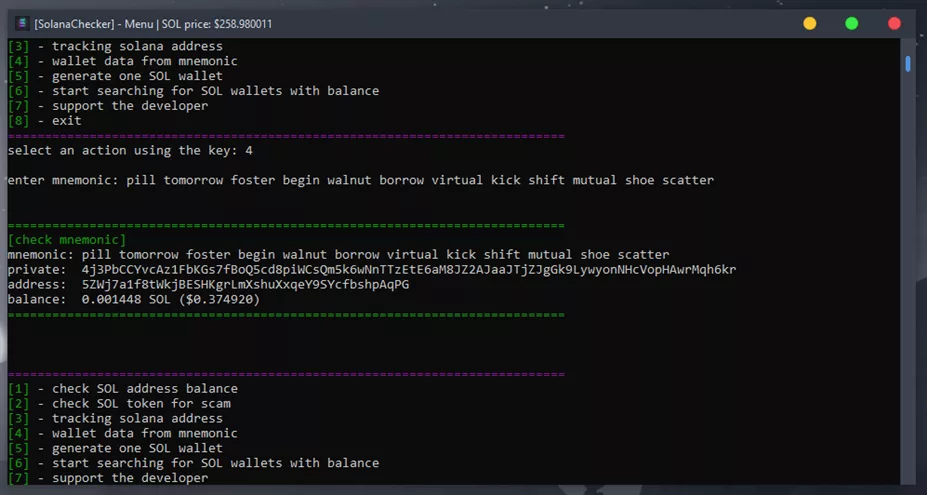 [SolanaChecker] - Menu | SOL price: $258.980011
[3] - tracking solana address
[4] - wallet data from mnemonic
[5] - generate one SOL wallet
[6] - start searching for SOL wallets with balance
[7] - support the developer
[8] - exit
===========================================================================
select an action using the key: 4
enter mnemonic: pill tomorrow foster begin walnut borrow virtual kick shift mutual shoe scatter
===========================================================================
[check mnemonic]
mnemonic: pill tomorrow foster begin walnut borrow virtual kick shift mutual shoe scatter
private:  4j3PbCCYvcAz1FbKGs7fBoQ5cd8piWCsQm5k6wNnTTzEtE6aM8JZ2AJaaJTjZJgGk9LywyonNHcVopHAwrMqh6kr
address:  5ZWj7a1f8tWkjBESHKgrLmXshuXxqeY9SYcfbshpAqPG
balance:  0.001448 SOL ($0.374920)
===========================================================================
===========================================================================
[1] - check SOL address balance
[2] - check SOL token for scam
[3] - tracking solana address
[4] - wallet data from mnemonic
[5] - generate one SOL wallet
[6] - start searching for SOL wallets with balance
[7] - support the developer